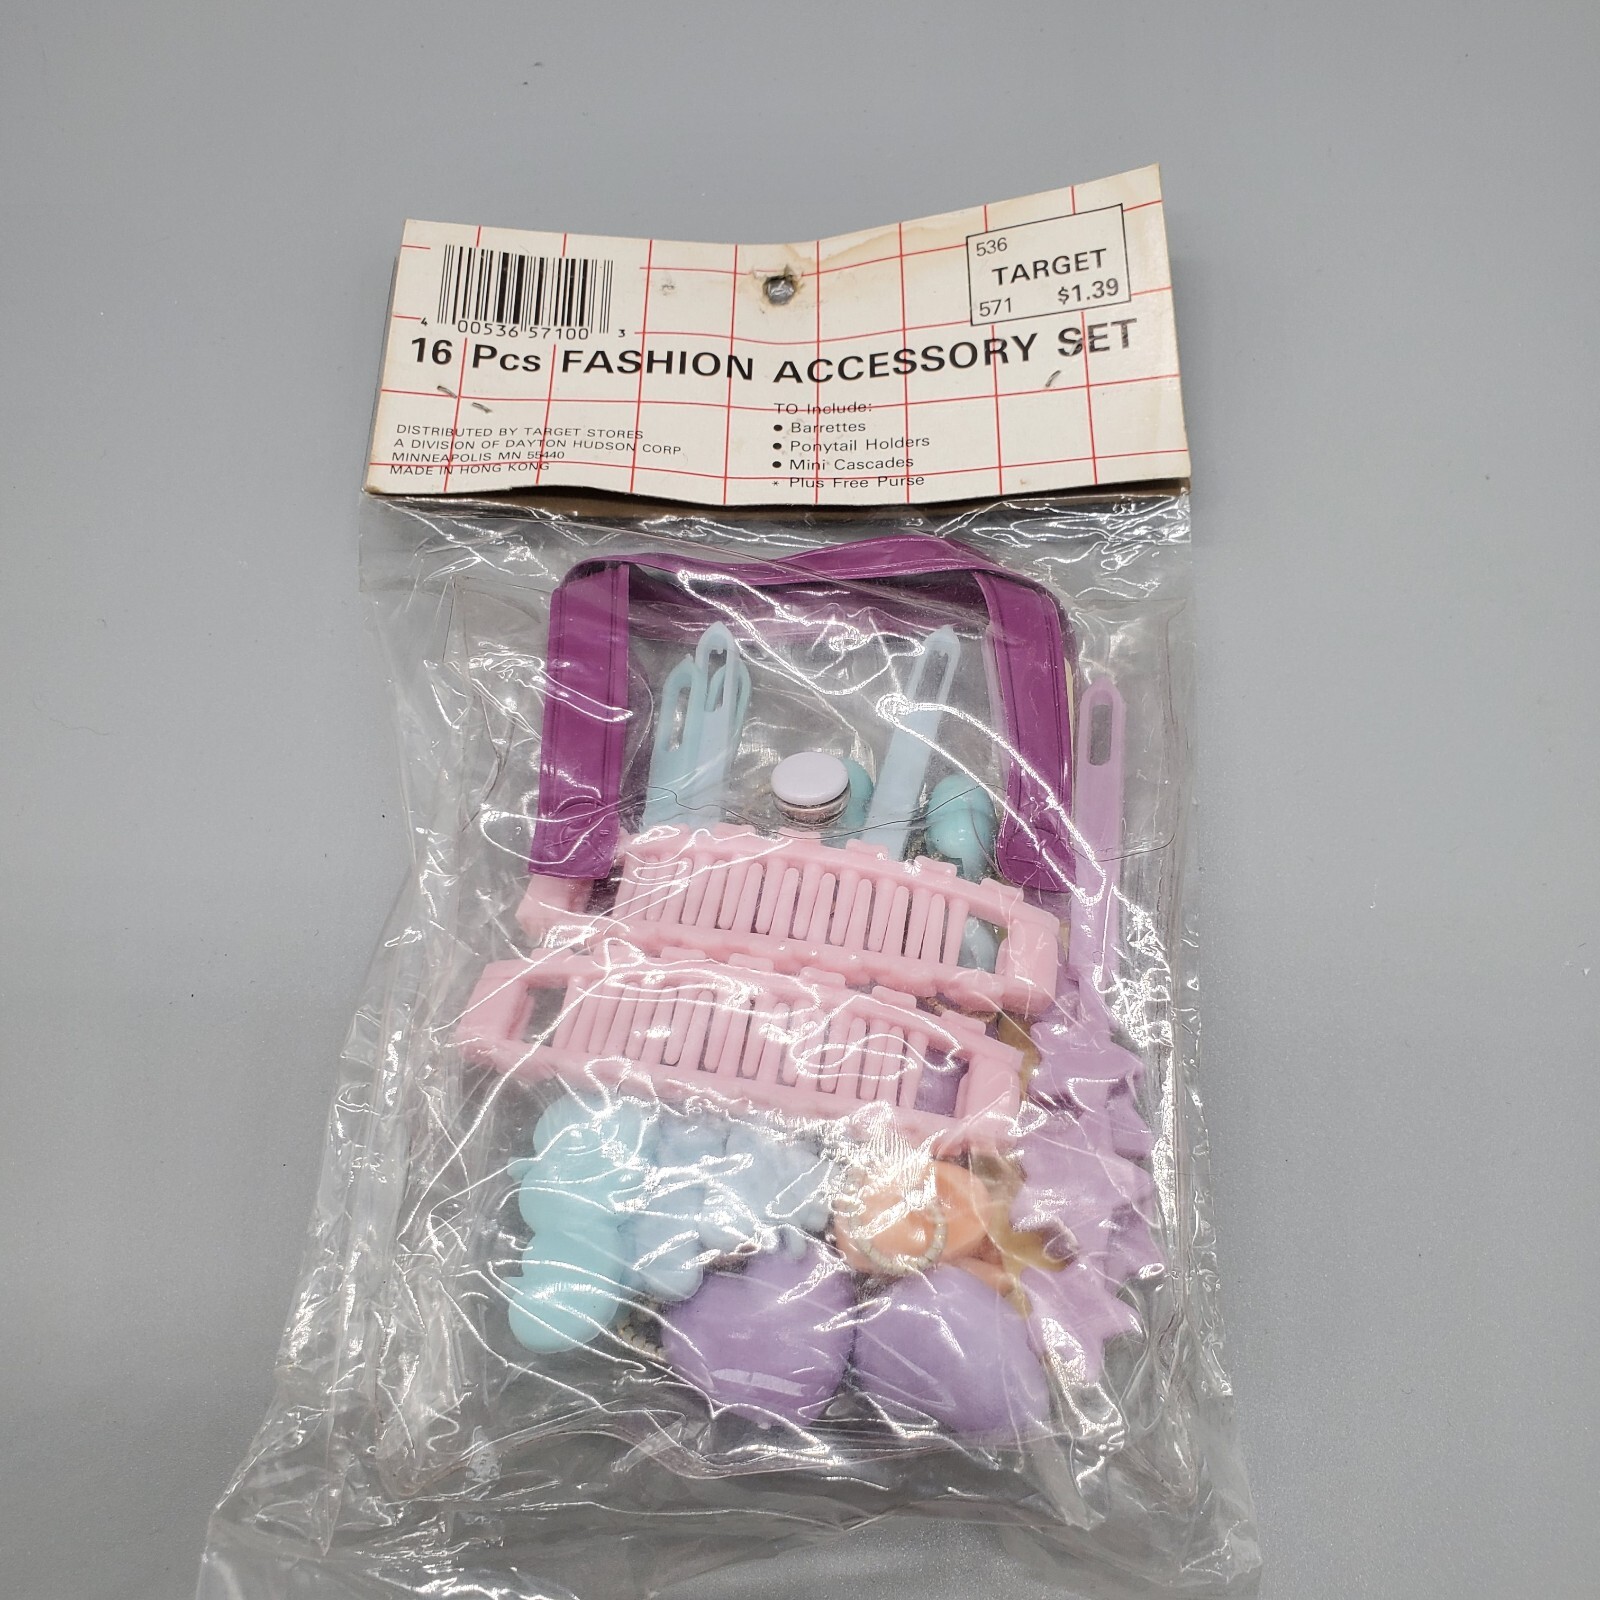 536
TARGET
571 $1.39
4 00536 57100 3
16 Pcs FASHION ACCESSORY SET
DISTRIBUTED BY TARGET STORES
A DIVISION OF DAYTON HUDSON CORP.
MINNEAPOLIS MN 55440
MADE IN HONG KONG
TO Include:
● Barrettes
● Ponytail Holders
● Mini Cascades
* Plus Free Purse